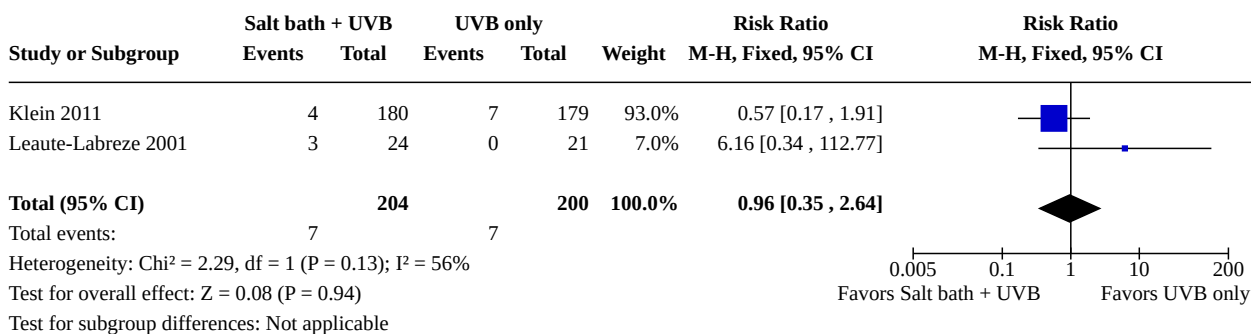 Salt bath + UVB UVB only Risk Ratio Risk Ratio
Study or Subgroup Events Total Events Total Weight M-H, Fixed, 95% CI M-H, Fixed, 95% CI
Klein 2011 4 180 7 179 93.0% 0.57 [0.17 , 1.91]
Leaute-Labreze 2001 3 24 0 21 7.0% 6.16 [0.34 , 112.77]
Total (95% CI) 204 200 100.0% 0.96 [0.35 , 2.64]
Total events: 7 7
Heterogeneity: Chi² = 2.29, df = 1 (P = 0.13); I² = 56%
0.005 0.1 1 10 200
Test for overall effect: Z = 0.08 (P = 0.94) Favors Salt bath + UVB Favors UVB only
Test for subgroup differences: Not applicable